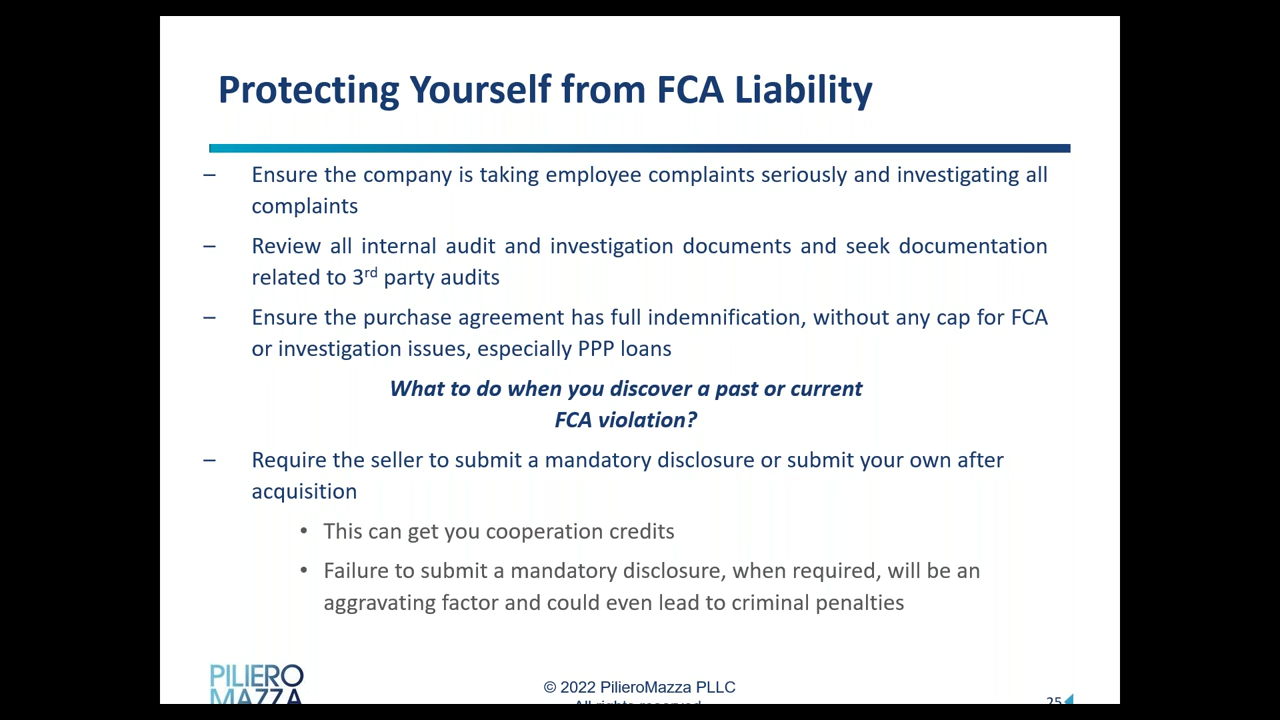 Protecting Yourself from FCA Liability
– Ensure the company is taking employee complaints seriously and investigating all
complaints
– Review all internal audit and investigation documents and seek documentation
related to 3rd party audits
– Ensure the purchase agreement has full indemnification, without any cap for FCA
or investigation issues, especially PPP loans
What to do when you discover a past or current
FCA violation?
– Require the seller to submit a mandatory disclosure or submit your own after
acquisition
• This can get you cooperation credits
• Failure to submit a mandatory disclosure, when required, will be an
aggravating factor and could even lead to criminal penalties
PILIERO
MAZZA
© 2022 PilieroMazza PLLC
All rights reserved
25